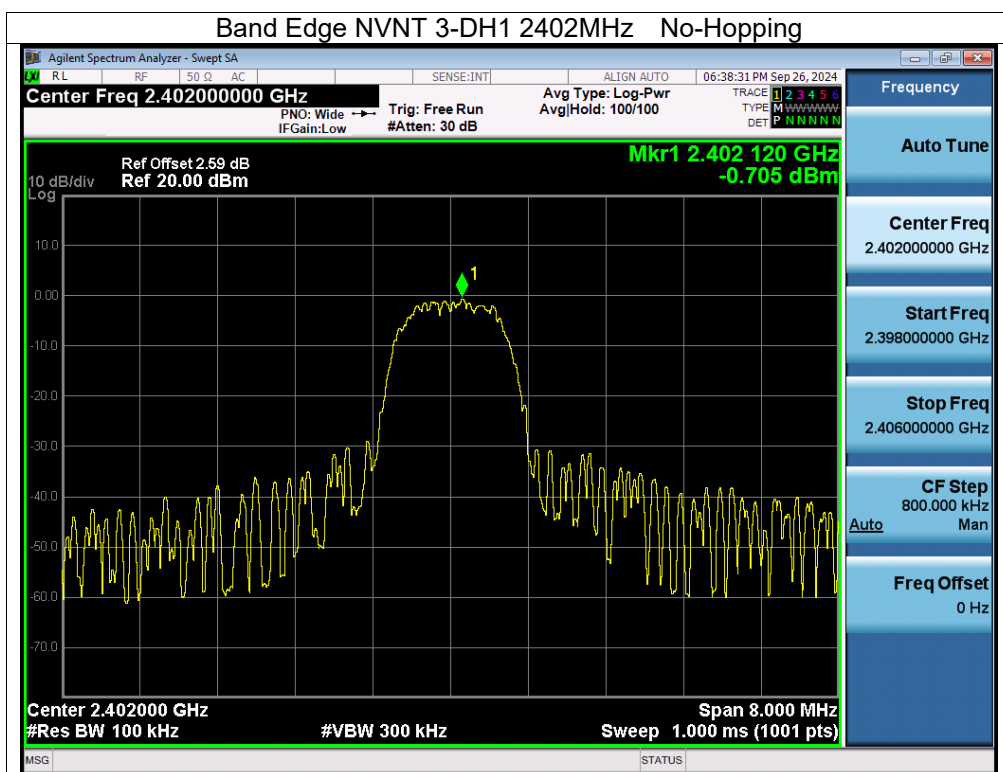 Band Edge NVNT 3-DH1 2402MHz No-Hopping
Agilent Spectrum Analyzer - Swept SA
LXI RL RF 50 Ω AC SENSE:INT ALIGN AUTO 06:38:31 PM Sep 26, 2024
Center Freq 2.402000000 GHz
PNO: Wide
IFGain:Low
Trig: Free Run
#Atten: 30 dB
Avg Type: Log-Pwr
Avg|Hold: 100/100
TRACE 1 2 3 4 5 6
TYPE M WWWWW
DET P N N N N N
Mkr1 2.402 120 GHz
-0.705 dBm
Ref Offset 2.59 dB
10 dB/div Ref 20.00 dBm
Log
10.0
0.00
-10.0
-20.0
-30.0
-40.0
-50.0
-60.0
-70.0
1
Center 2.402000 GHz Span 8.000 MHz
#Res BW 100 kHz #VBW 300 kHz Sweep 1.000 ms (1001 pts)
MSG STATUS
Frequency
Auto Tune
Center Freq
2.402000000 GHz
Start Freq
2.398000000 GHz
Stop Freq
2.406000000 GHz
CF Step
800.000 kHz
Auto Man
Freq Offset
0 Hz